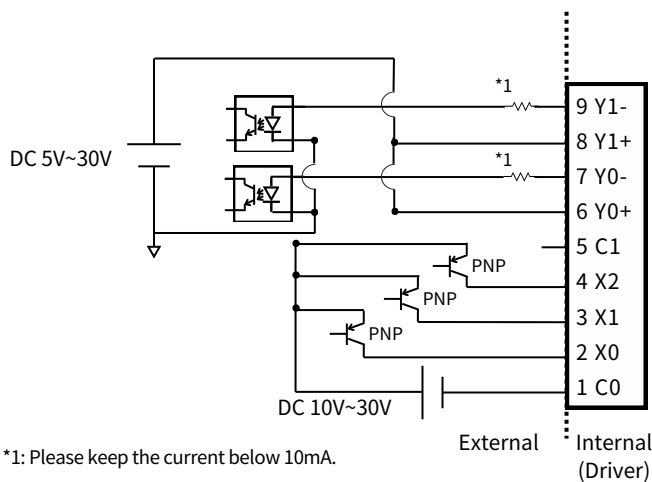 *1
9 Y1-
8 Y1+
DC 5V~30V
*1
7 Y0-
6 Y0+
5 C1
PNP
4 X2
PNP
3 X1
PNP
2 X0
1 C0
DC 10V~30V
External
Internal
(Driver)
*1: Please keep the current below 10mA.